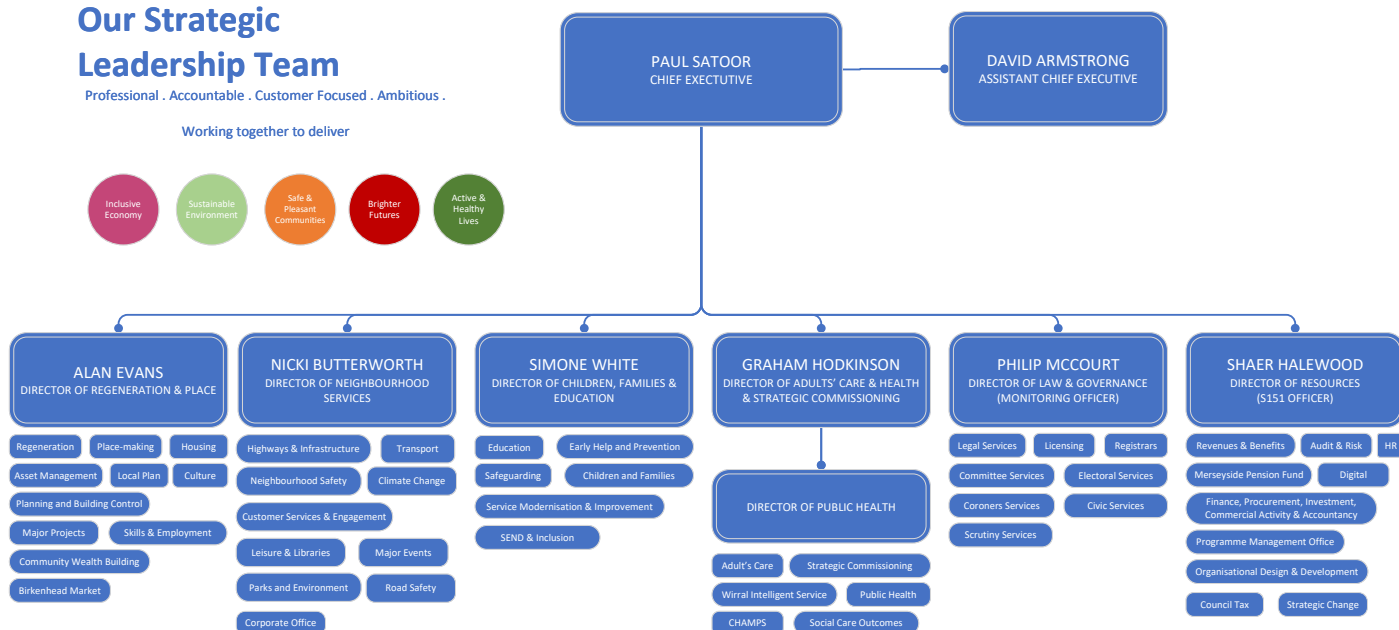 Our Strategic
Leadership Team
Professional . Accountable . Customer Focused . Ambitious .
Working together to deliver
Inclusive
Economy
Sustainable
Environment
Safe &
Pleasant
Communities
Brighter
Futures
Active &
Healthy
Lives
PAUL SATOOR
CHIEF EXECTUTIVE
DAVID ARMSTRONG
ASSISTANT CHIEF EXECUTIVE
ALAN EVANS
DIRECTOR OF REGENERATION & PLACE
Regeneration
Place-making
Housing
Asset Management
Local Plan
Culture
Planning and Building Control
Major Projects
Skills & Employment
Community Wealth Building
Birkenhead Market
NICKI BUTTERWORTH
DIRECTOR OF NEIGHBOURHOOD
SERVICES
Highways & Infrastructure
Transport
Neighbourhood Safety
Climate Change
Customer Services & Engagement
Leisure & Libraries
Major Events
Parks and Environment
Road Safety
Corporate Office
SIMONE WHITE
DIRECTOR OF CHILDREN, FAMILIES &
EDUCATION
Education
Early Help and Prevention
Safeguarding
Children and Families
Service Modernisation & Improvement
SEND & Inclusion
GRAHAM HODKINSON
DIRECTOR OF ADULTS’ CARE & HEALTH
& STRATEGIC COMMISSIONING
DIRECTOR OF PUBLIC HEALTH
Adult’s Care
Strategic Commissioning
Wirral Intelligent Service
Public Health
CHAMPS
Social Care Outcomes
PHILIP MCCOURT
DIRECTOR OF LAW & GOVERNANCE
(MONITORING OFFICER)
Legal Services
Licensing
Registrars
Committee Services
Electoral Services
Coroners Services
Civic Services
Scrutiny Services
SHAER HALEWOOD
DIRECTOR OF RESOURCES
(S151 OFFICER)
Revenues & Benefits
Audit & Risk
HR
Merseyside Pension Fund
Digital
Finance, Procurement, Investment,
Commercial Activity & Accountancy
Programme Management Office
Organisational Design & Development
Council Tax
Strategic Change